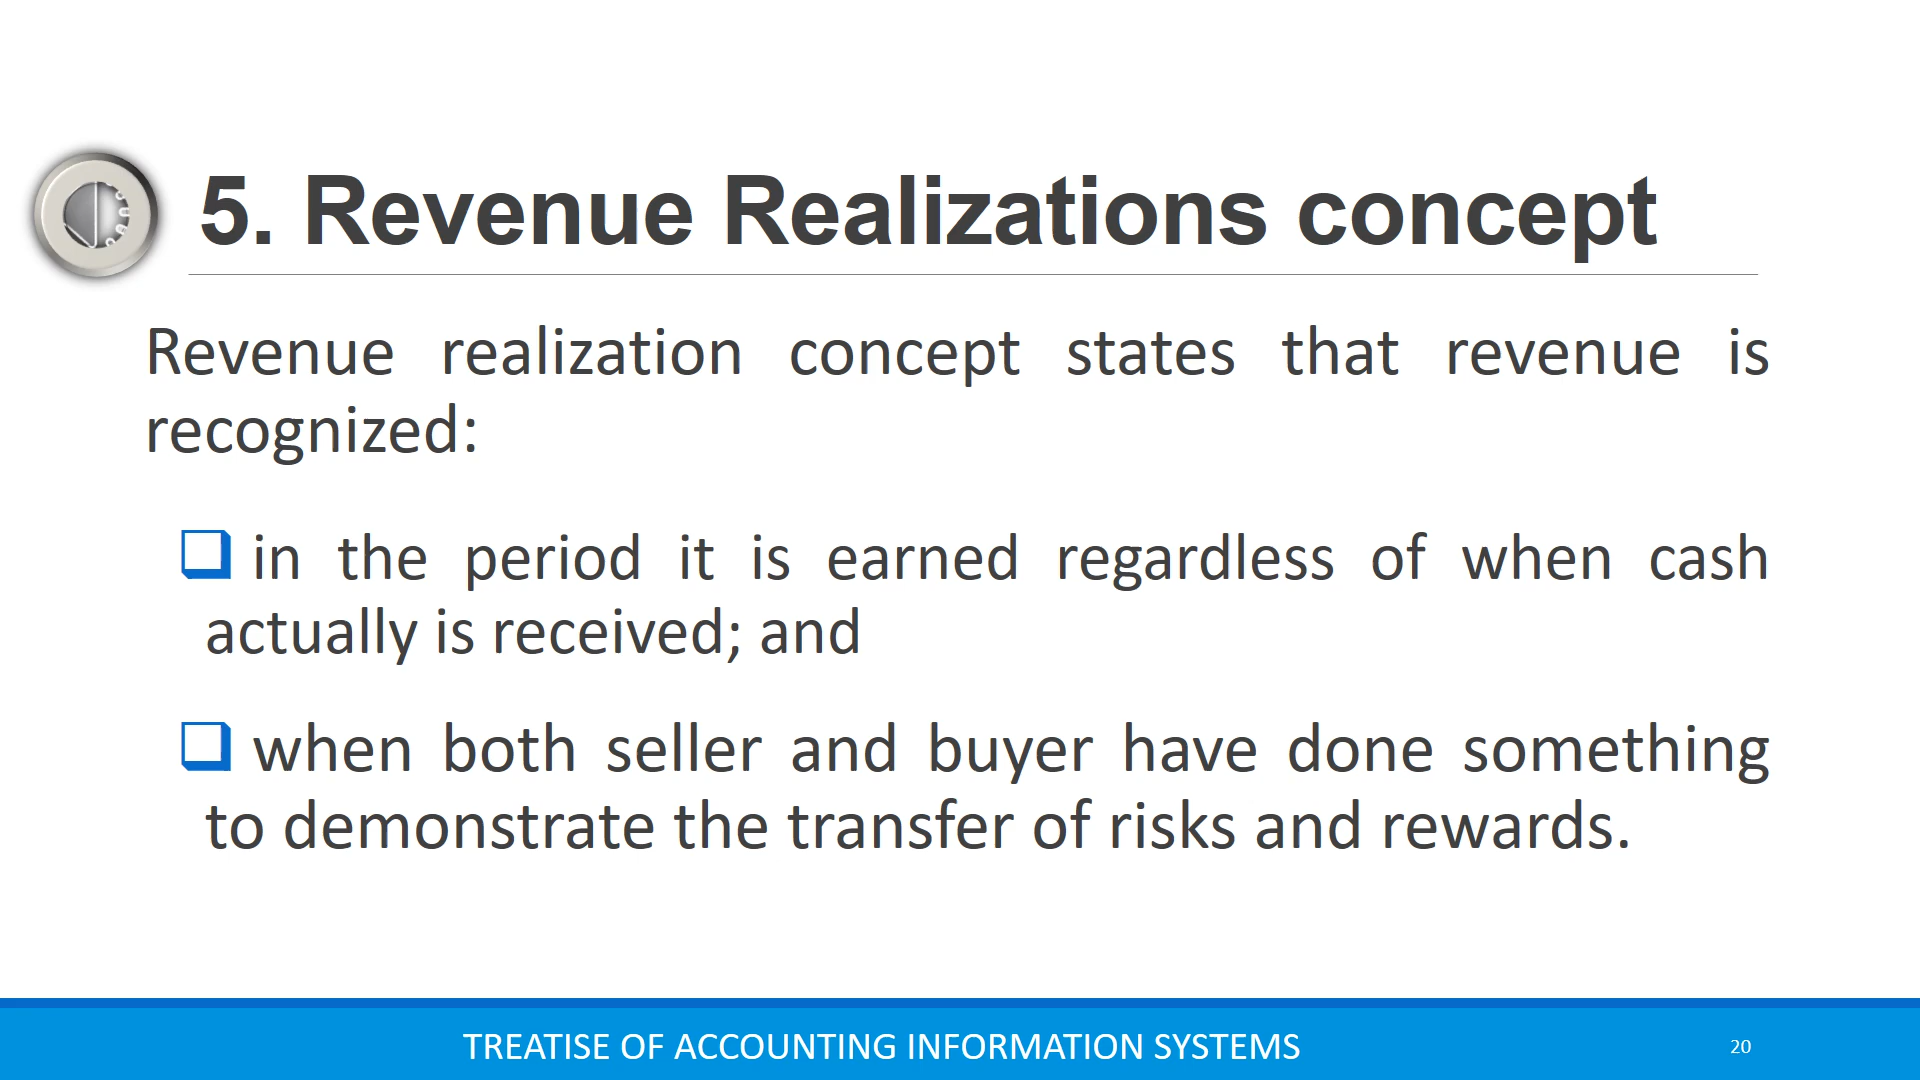 5. Revenue Realizations concept
Revenue realization concept states that revenue is
recognized:
in the period it is earned regardless of when cash
actually is received; and
when both seller and buyer have done something
to demonstrate the transfer of risks and rewards.
TREATISE OF ACCOUNTING INFORMATION SYSTEMS
20